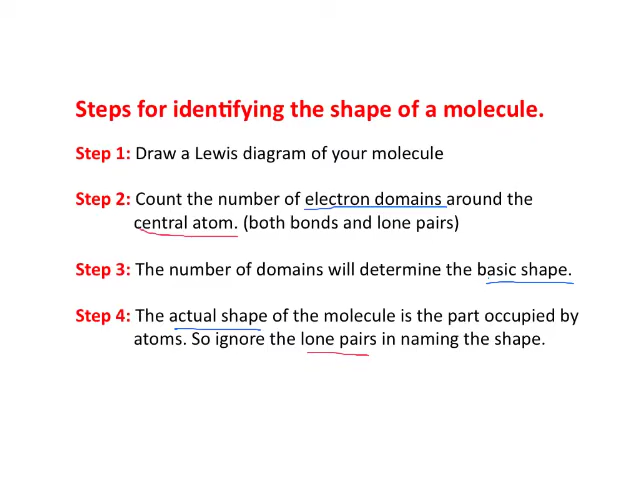 Steps for identifying the shape of a molecule.
Step 1: Draw a Lewis diagram of your molecule
Step 2: Count the number of electron domains around the
central atom. (both bonds and lone pairs)
Step 3: The number of domains will determine the basic shape.
Step 4: The actual shape of the molecule is the part occupied by
atoms. So ignore the lone pairs in naming the shape.